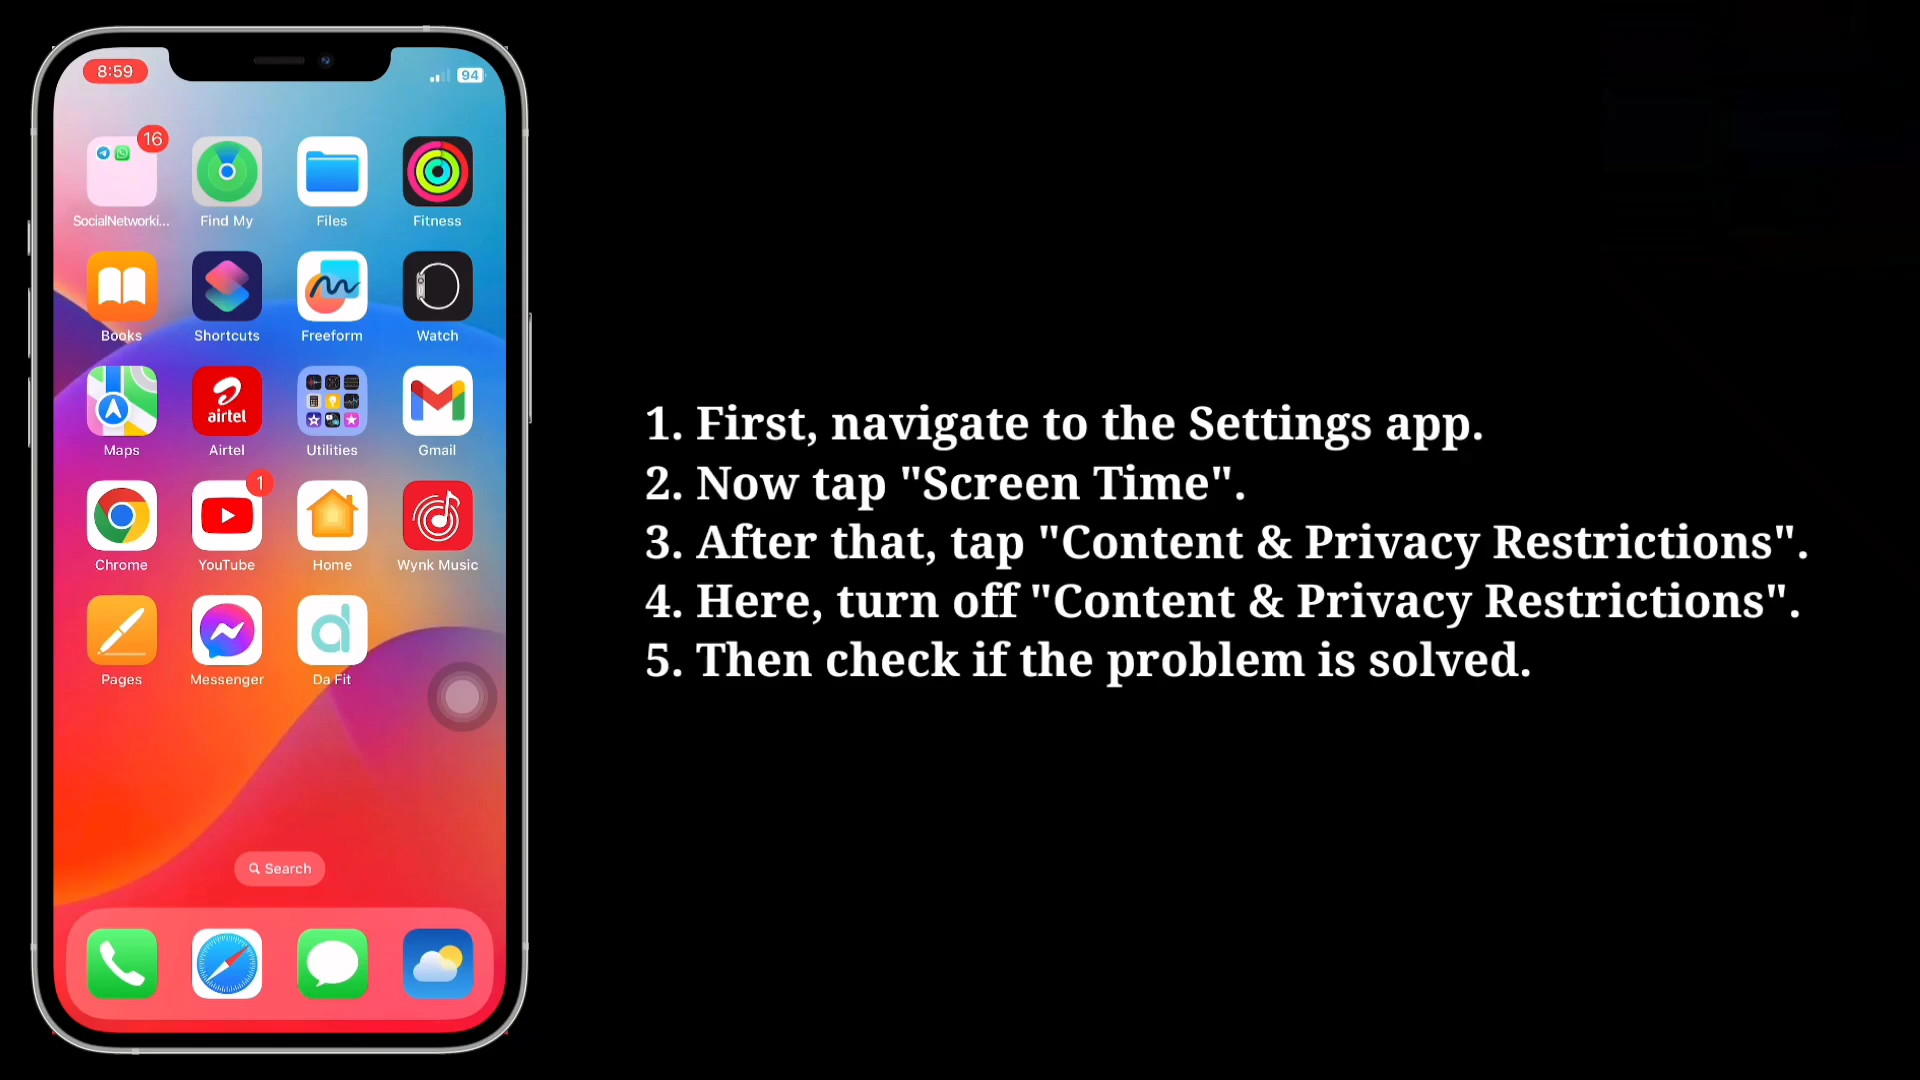 8:59
94
16
SocialNetworki...
Find My
Files
Fitness
Books
Shortcuts
Freeform
Watch
airtel
Maps
Airtel
Utilities
Gmail
1
Chrome
YouTube
Home
Wynk Music
Pages
Messenger
Da Fit
Search
1. First, navigate to the Settings app.
2. Now tap "Screen Time".
3. After that, tap "Content & Privacy Restrictions".
4. Here, turn off "Content & Privacy Restrictions".
5. Then check if the problem is solved.